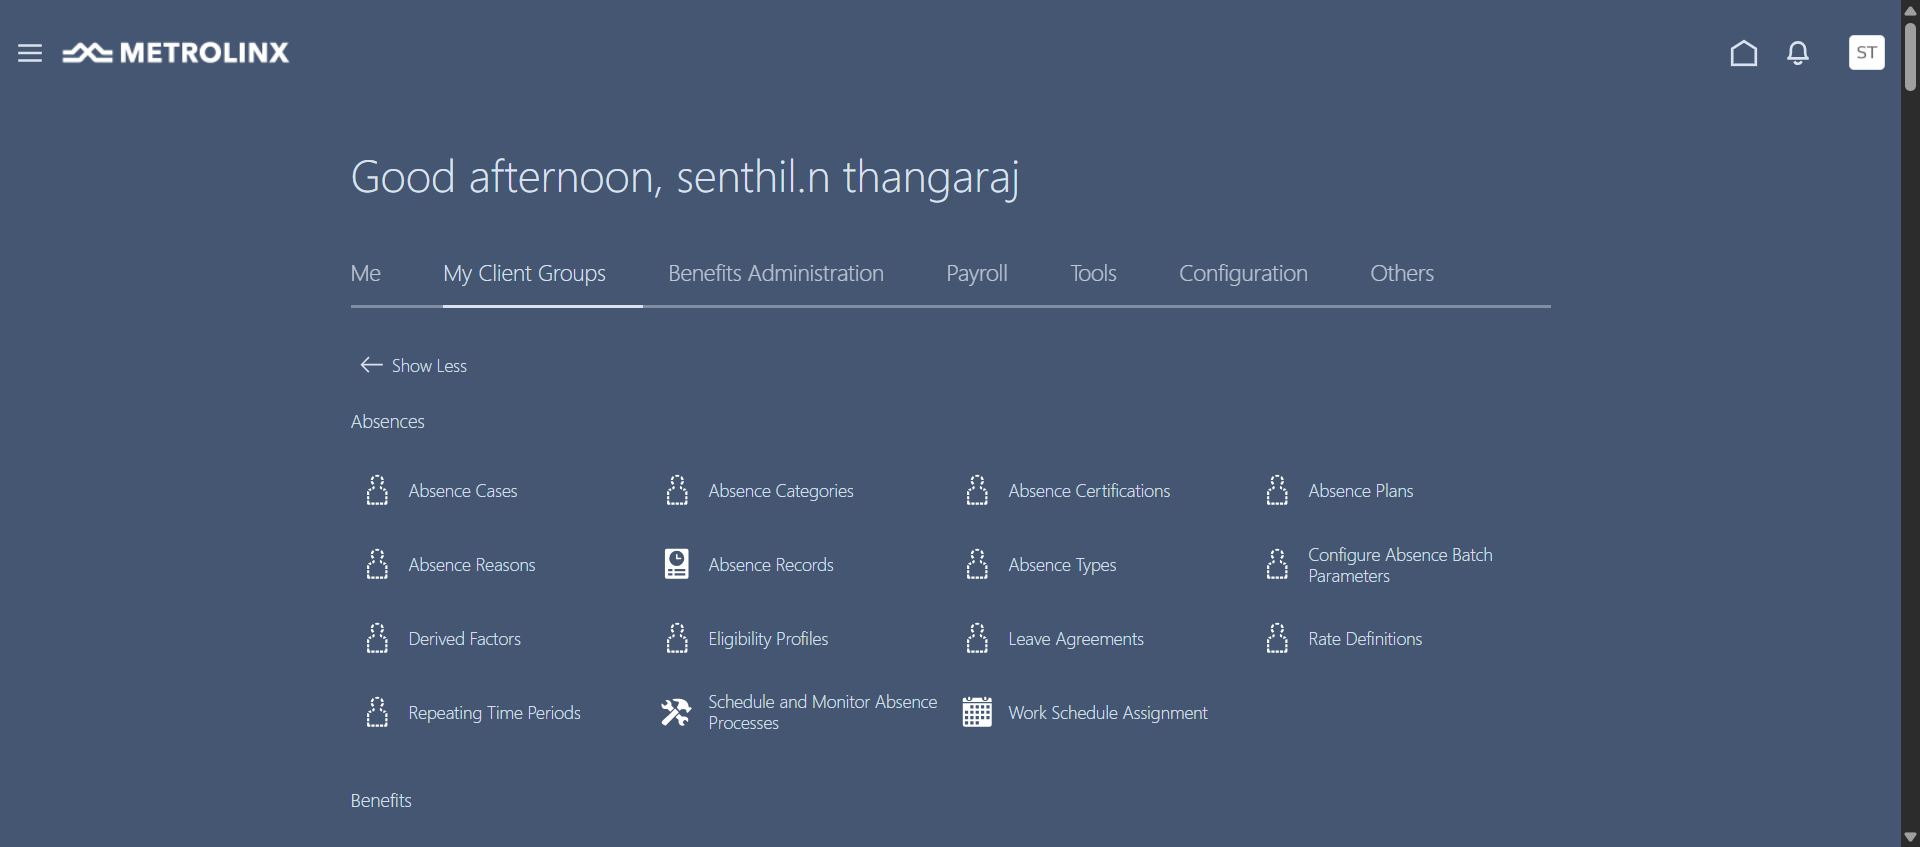 METROLINX
ST
Good afternoon, senthil.n thangaraj
Me
My Client Groups
Benefits Administration
Payroll
Tools
Configuration
Others
Show Less
Absences
Absence Cases
Absence Categories
Absence Certifications
Absence Plans
Absence Reasons
Absence Records
Absence Types
Configure Absence Batch
Parameters
Derived Factors
Eligibility Profiles
Leave Agreements
Rate Definitions
Repeating Time Periods
Schedule and Monitor Absence
Processes
Work Schedule Assignment
Benefits